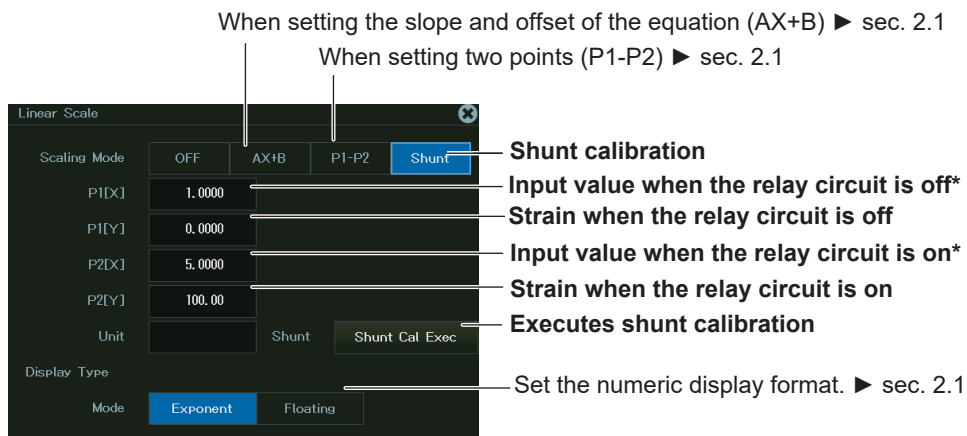 When setting the slope and offset of the equation (AX+B) ► sec. 2.1
When setting two points (P1-P2) ► sec. 2.1
Linear Scale
Scaling Mode OFF AX+B P1-P2 Shunt Shunt calibration
P1[X] 1.0000 Input value when the relay circuit is off*
P1[Y] 0.0000 Strain when the relay circuit is off
P2[X] 5.0000 Input value when the relay circuit is on*
P2[Y] 100.00 Strain when the relay circuit is on
Unit Shunt Shunt Cal Exec Executes shunt calibration
Display Type
Set the numeric display format. ► sec. 2.1
Mode Exponent Floating